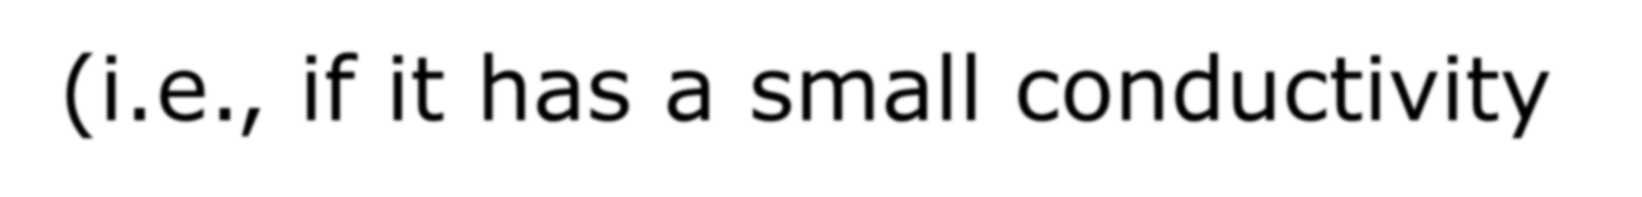 (i.e., if it has a small conductivity